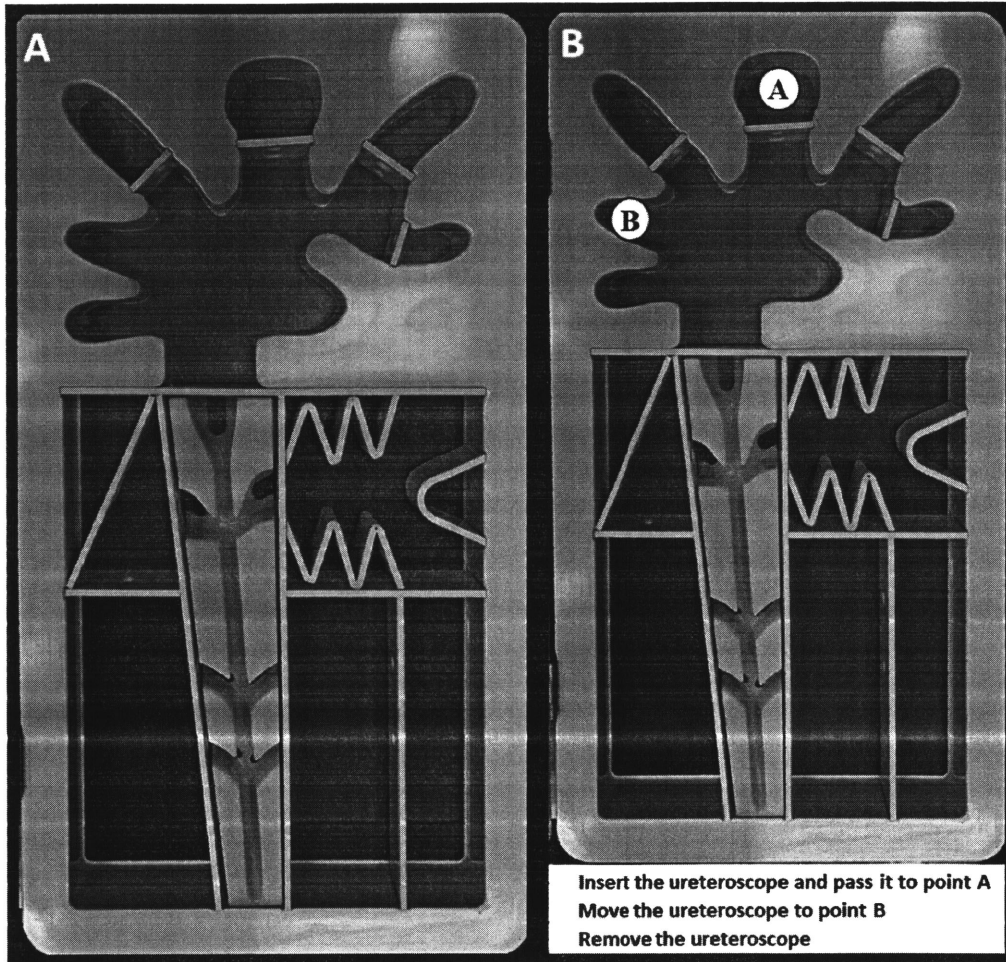 A
B
A
B
Insert the ureteroscope and pass it to point A
Move the ureteroscope to point B
Remove the ureteroscope